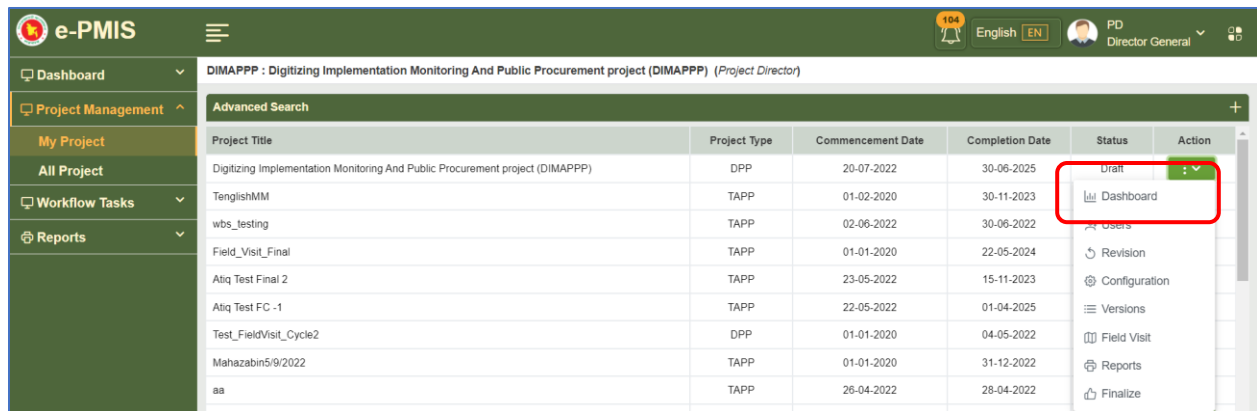 e-PMIS
104
English EN
PD
Director General
Dashboard
Project Management
My Project
All Project
Workflow Tasks
Reports
DIMAPPP : Digitizing Implementation Monitoring And Public Procurement project (DIMAPPP) (Project Director)
Advanced Search
Project Title Project Type Commencement Date Completion Date Status Action
Digitizing Implementation Monitoring And Public Procurement project (DIMAPPP) DPP 20-07-2022 30-06-2025 Draft
TenglishMM TAPP 01-02-2020 30-11-2023
wbs_testing TAPP 02-06-2022 30-06-2022
Field_Visit_Final TAPP 01-01-2020 22-05-2024
Atiq Test Final 2 TAPP 23-05-2022 15-11-2023
Atiq Test FC -1 TAPP 22-05-2022 01-04-2025
Test_FieldVisit_Cycle2 DPP 01-01-2020 04-05-2022
Mahazabin5/9/2022 TAPP 01-01-2020 31-12-2022
aa TAPP 26-04-2022 28-04-2022
Dashboard
Users
Revision
Configuration
Versions
Field Visit
Reports
Finalize